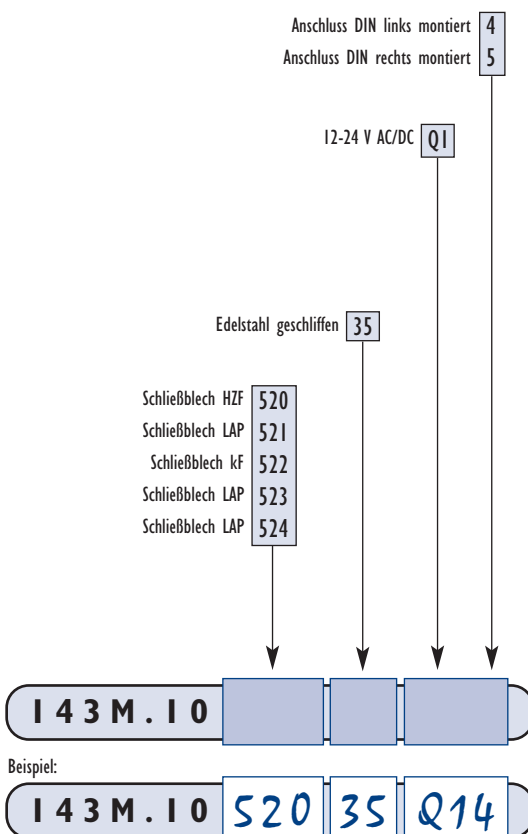 Anschluss DIN links montiert 4
Anschluss DIN rechts montiert 5
12-24 V AC/DC Q1
Edelstahl geschliffen 35
Schließblech HZF 520
Schließblech LAP 521
Schließblech kF 522
Schließblech LAP 523
Schließblech LAP 524
143M.10
Beispiel:
143M.10 520 35 Q14